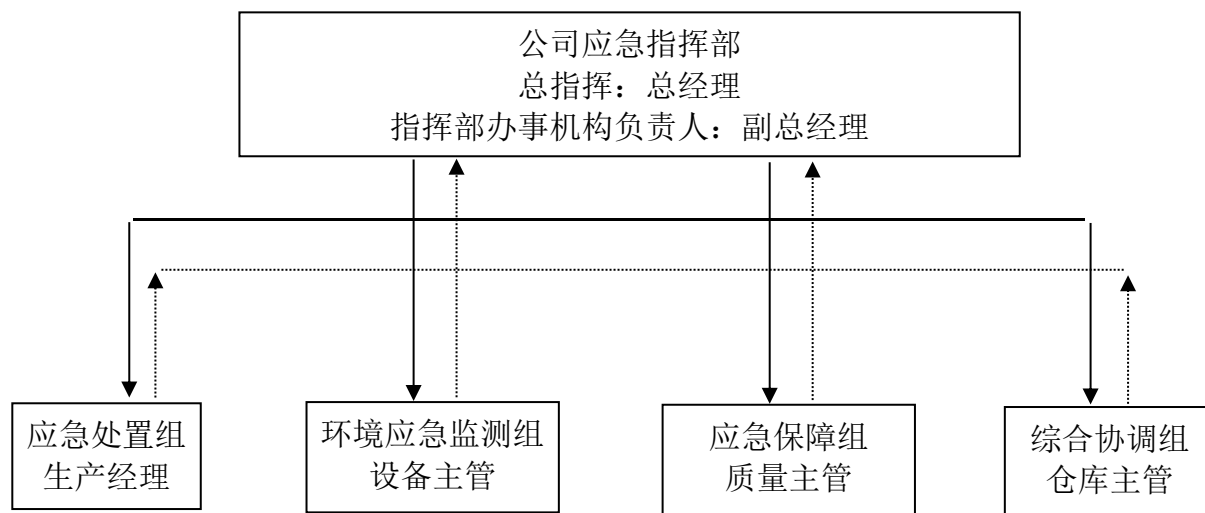 公司应急指挥部
总指挥：总经理
指挥部办事机构负责人：副总经理
应急处置组
生产经理
环境应急监测组
设备主管
应急保障组
质量主管
综合协调组
仓库主管